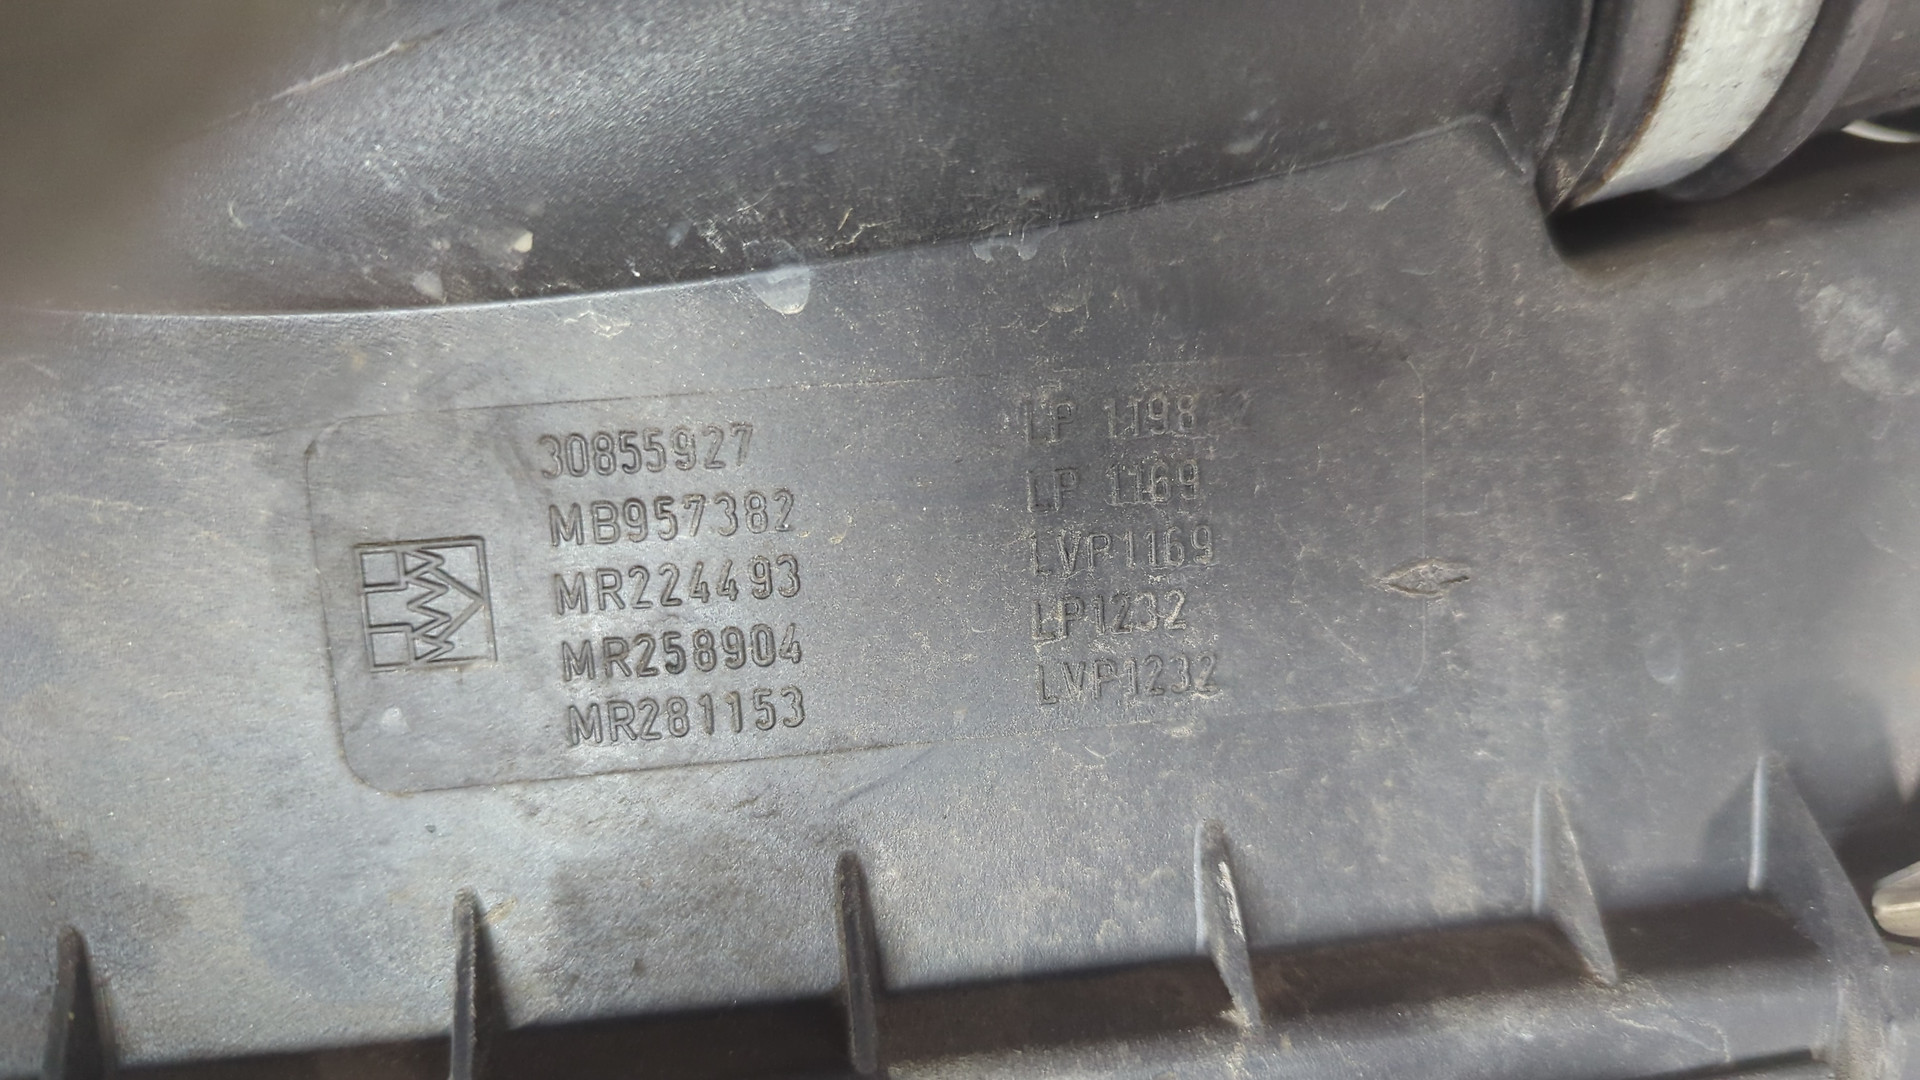 30855927
MB957382
MR224493
MR258904
MR281153
LP 1198
LP 1169
LVP1169
LP1232
LVP1232